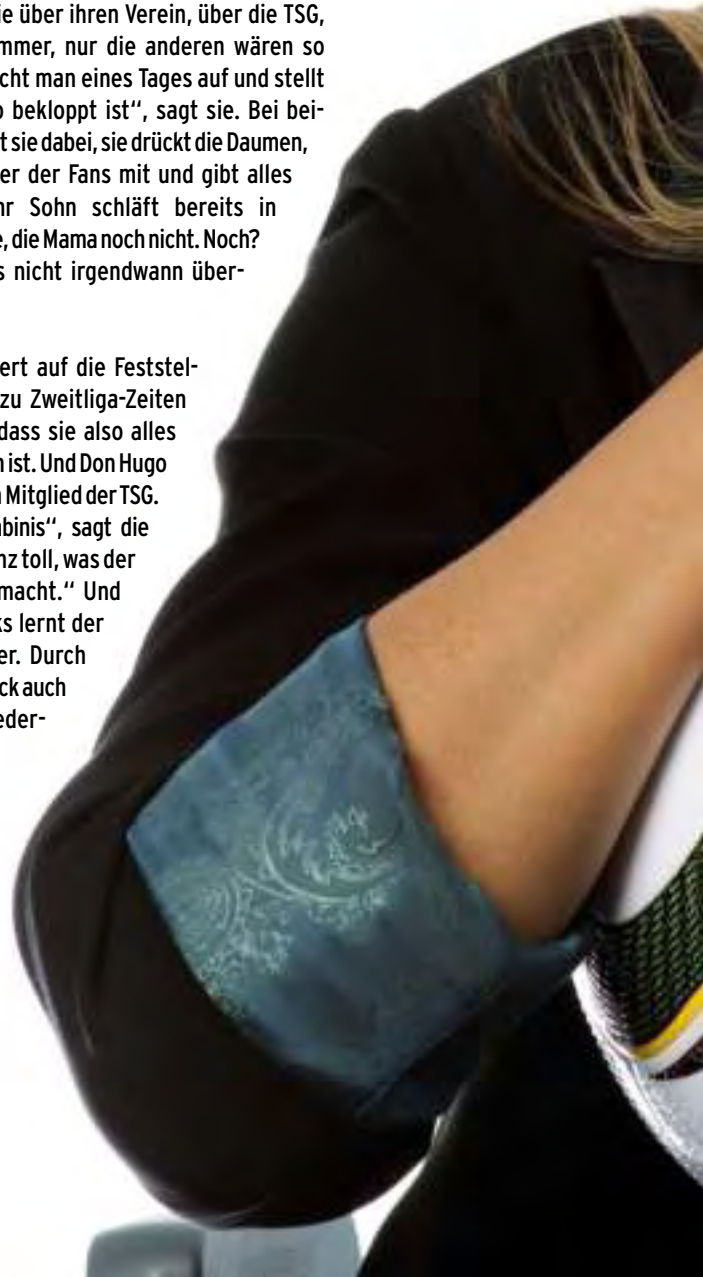 ie über ihren Verein, über die TSG,
mmer, nur die anderen wären so
cht man eines Tages auf und stellt
o bekloppt ist“, sagt sie. Bei bei-
t sie dabei, sie drückt die Daumen,
er der Fans mit und gibt alles
hr Sohn schläft bereits in
e, die Mama noch nicht. Noch?
s nicht irgendwann über-
ert auf die Feststel-
zu Zweitliga-Zeiten
dass sie also alles
n ist. Und Don Hugo
n Mitglied der TSG.
binis“, sagt die
nz toll, was der
macht.“ Und
ks lernt der
er. Durch
ck auch
eder-